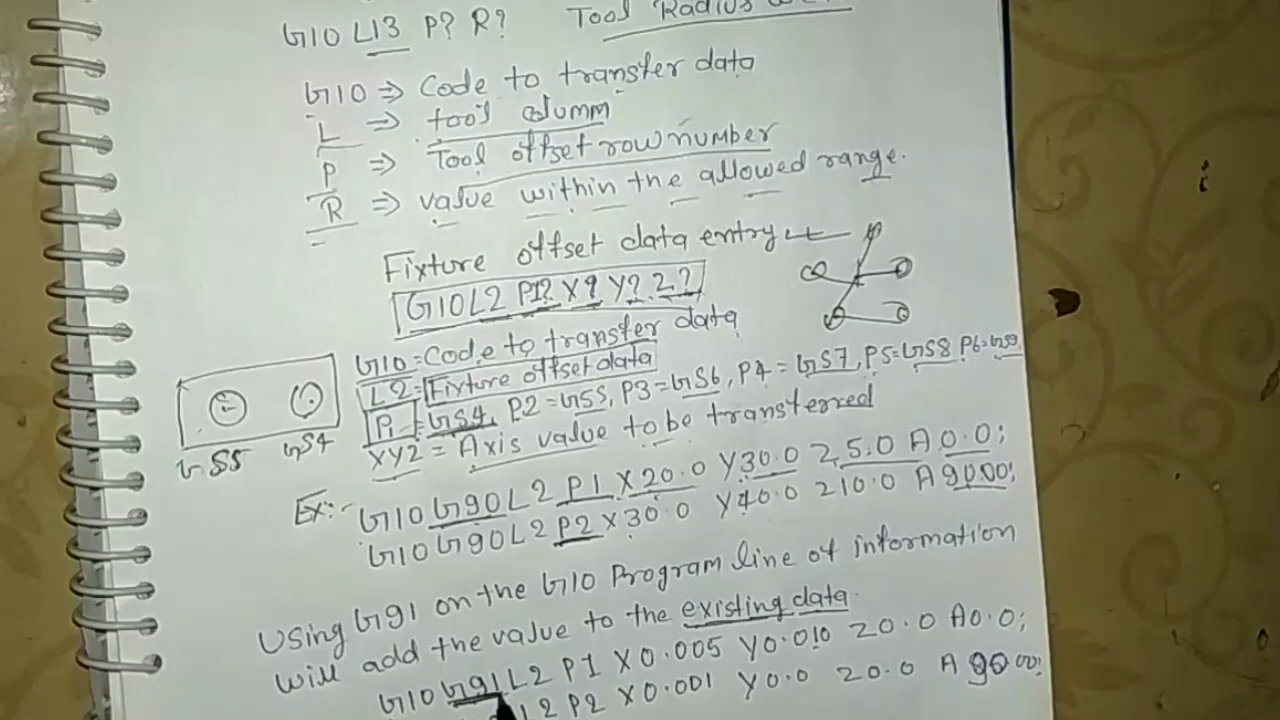 G10 L13 P? R? Tool Radius
G10 ⇒ Code to transfer data
L ⇒ tool column
P ⇒ Tool offset row number
R ⇒ value within the allowed range.
Fixture offset data entry
G10 L2 P1? X? Y? Z?
G10 = Code to transfer data
L2 = Fixture offset data
P1 = G54, P2 = G55, P3 = G56, P4 = G57, P5 = G58 P6 = G59
XYZ = Axis value to be transferred
G55 G54
Ex:- G10 G90 L2 P1 X20.0 Y30.0 Z5.0 A0.0;
G10 G90 L2 P2 X30.0 Y40.0 Z10.0 A90.00;
Using G91 on the G10 Program line of information
will add the value to the existing data.
G10 G91 L2 P1 X0.005 Y0.010 Z0.0 A0.0;
L2 P2 X0.001 Y0.0 Z0.0 A90.00;